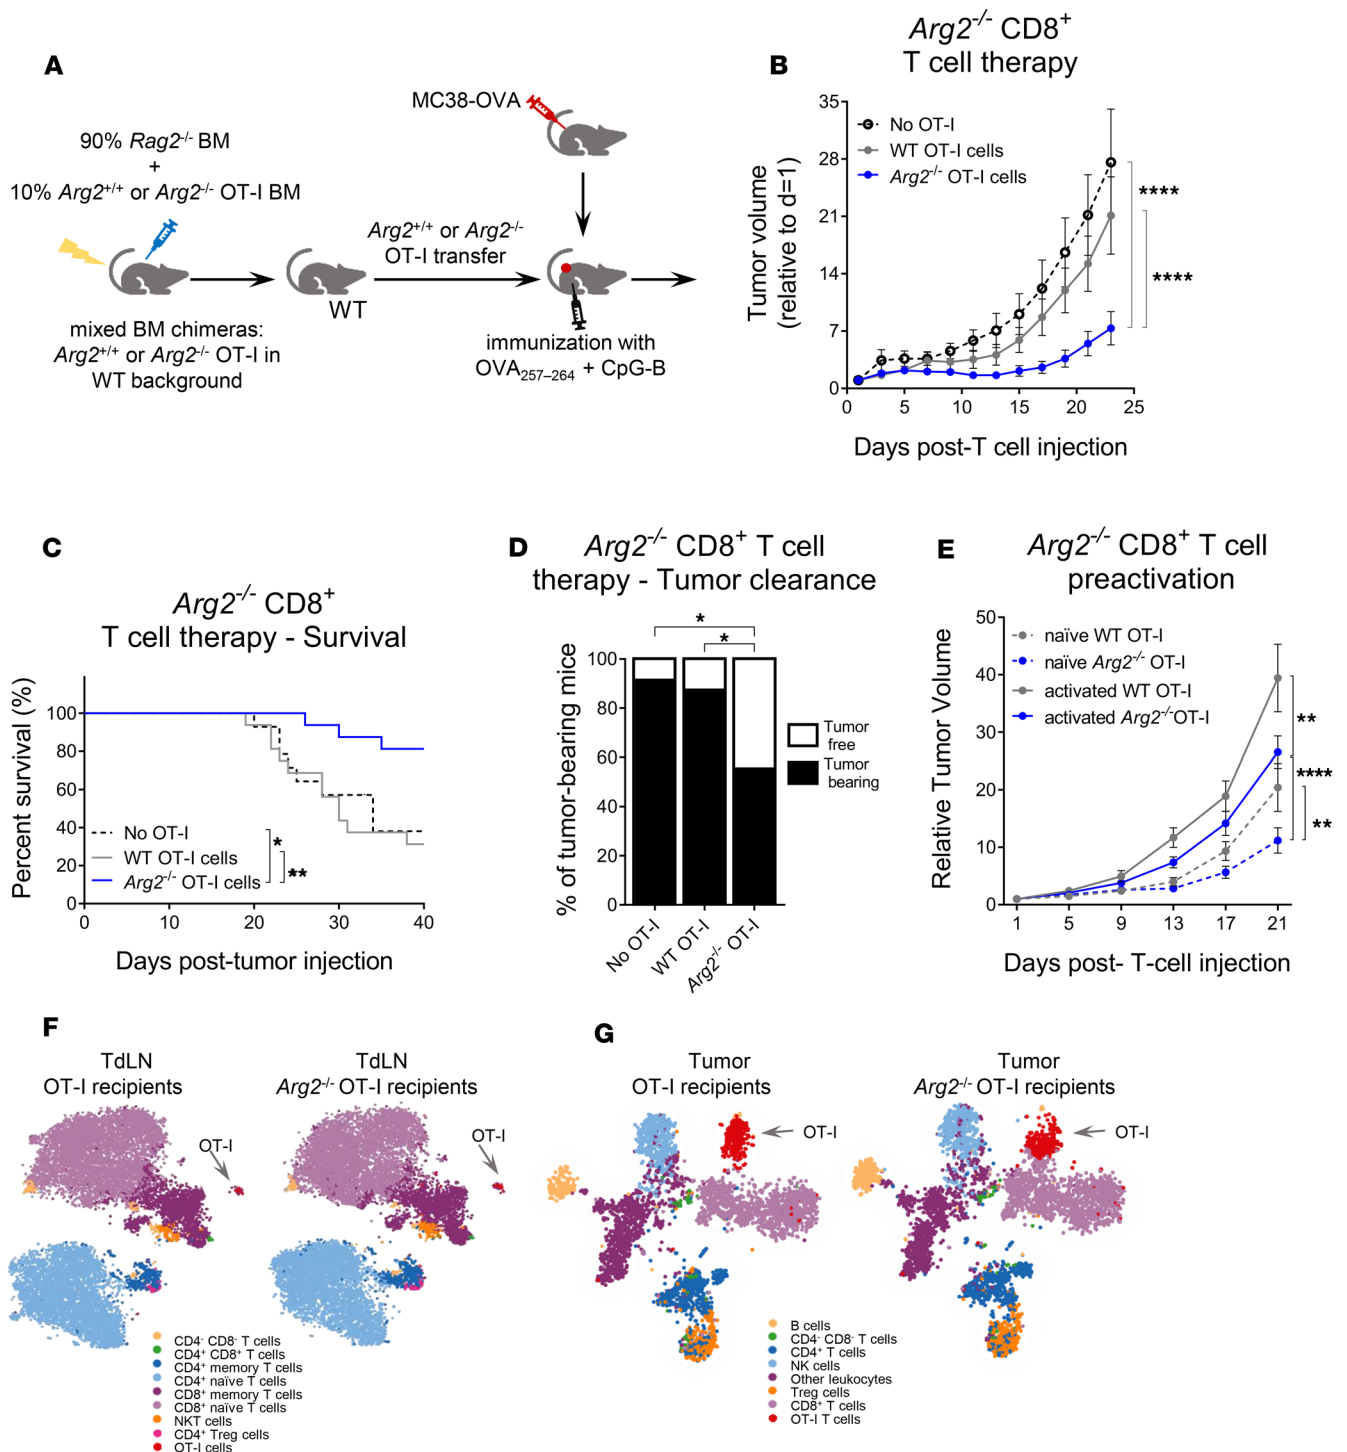 A
MC38-OVA
90% Rag2-/- BM
+
10% Arg2+/+ or Arg2-/- OT-I BM
Arg2+/+ or Arg2-/-
OT-I transfer
WT
mixed BM chimeras:
Arg2+/+ or Arg2-/- OT-I in
WT background
immunization with
OVA257–264 + CpG-B
B
Arg2-/- CD8+
T cell therapy
Tumor volume
(relative to d=1)
35
28
21
14
7
0
No OT-I
WT OT-I cells
Arg2-/- OT-I cells
****
****
0
5
10
15
20
25
Days post-T cell injection
C
Arg2-/- CD8+
T cell therapy - Survival
Percent survival (%)
100
80
60
40
20
0
No OT-I
WT OT-I cells
Arg2-/- OT-I cells
*
**
0
10
20
30
40
Days post-tumor injection
D
Arg2-/- CD8+ T cell
therapy - Tumor clearance
*
*
% of tumor-bearing mice
100
80
60
40
20
0
Tumor
free
Tumor
bearing
No OT-I
WT OT-I
Arg2-/- OT-I
E
Arg2-/- CD8+ T cell
preactivation
Relative Tumor Volume
50
40
30
20
10
0
naïve WT OT-I
naïve Arg2-/- OT-I
activated WT OT-I
activated Arg2-/-OT-I
**
****
**
1
5
9
13
17
21
Days post- T-cell injection
F
TdLN
OT-I recipients
OT-I
TdLN
Arg2-/- OT-I recipients
OT-I
CD4- CD8- T cells
CD4+ CD8+ T cells
CD4+ memory T cells
CD4+ naïve T cells
CD8+ memory T cells
CD8+ naïve T cells
NKT cells
CD4+ Treg cells
OT-I cells
G
Tumor
OT-I recipients
OT-I
Tumor
Arg2-/- OT-I recipients
OT-I
B cells
CD4- CD8- T cells
CD4+ T cells
NK cells
Other leukocytes
Treg cells
CD8+ T cells
OT-I T cells